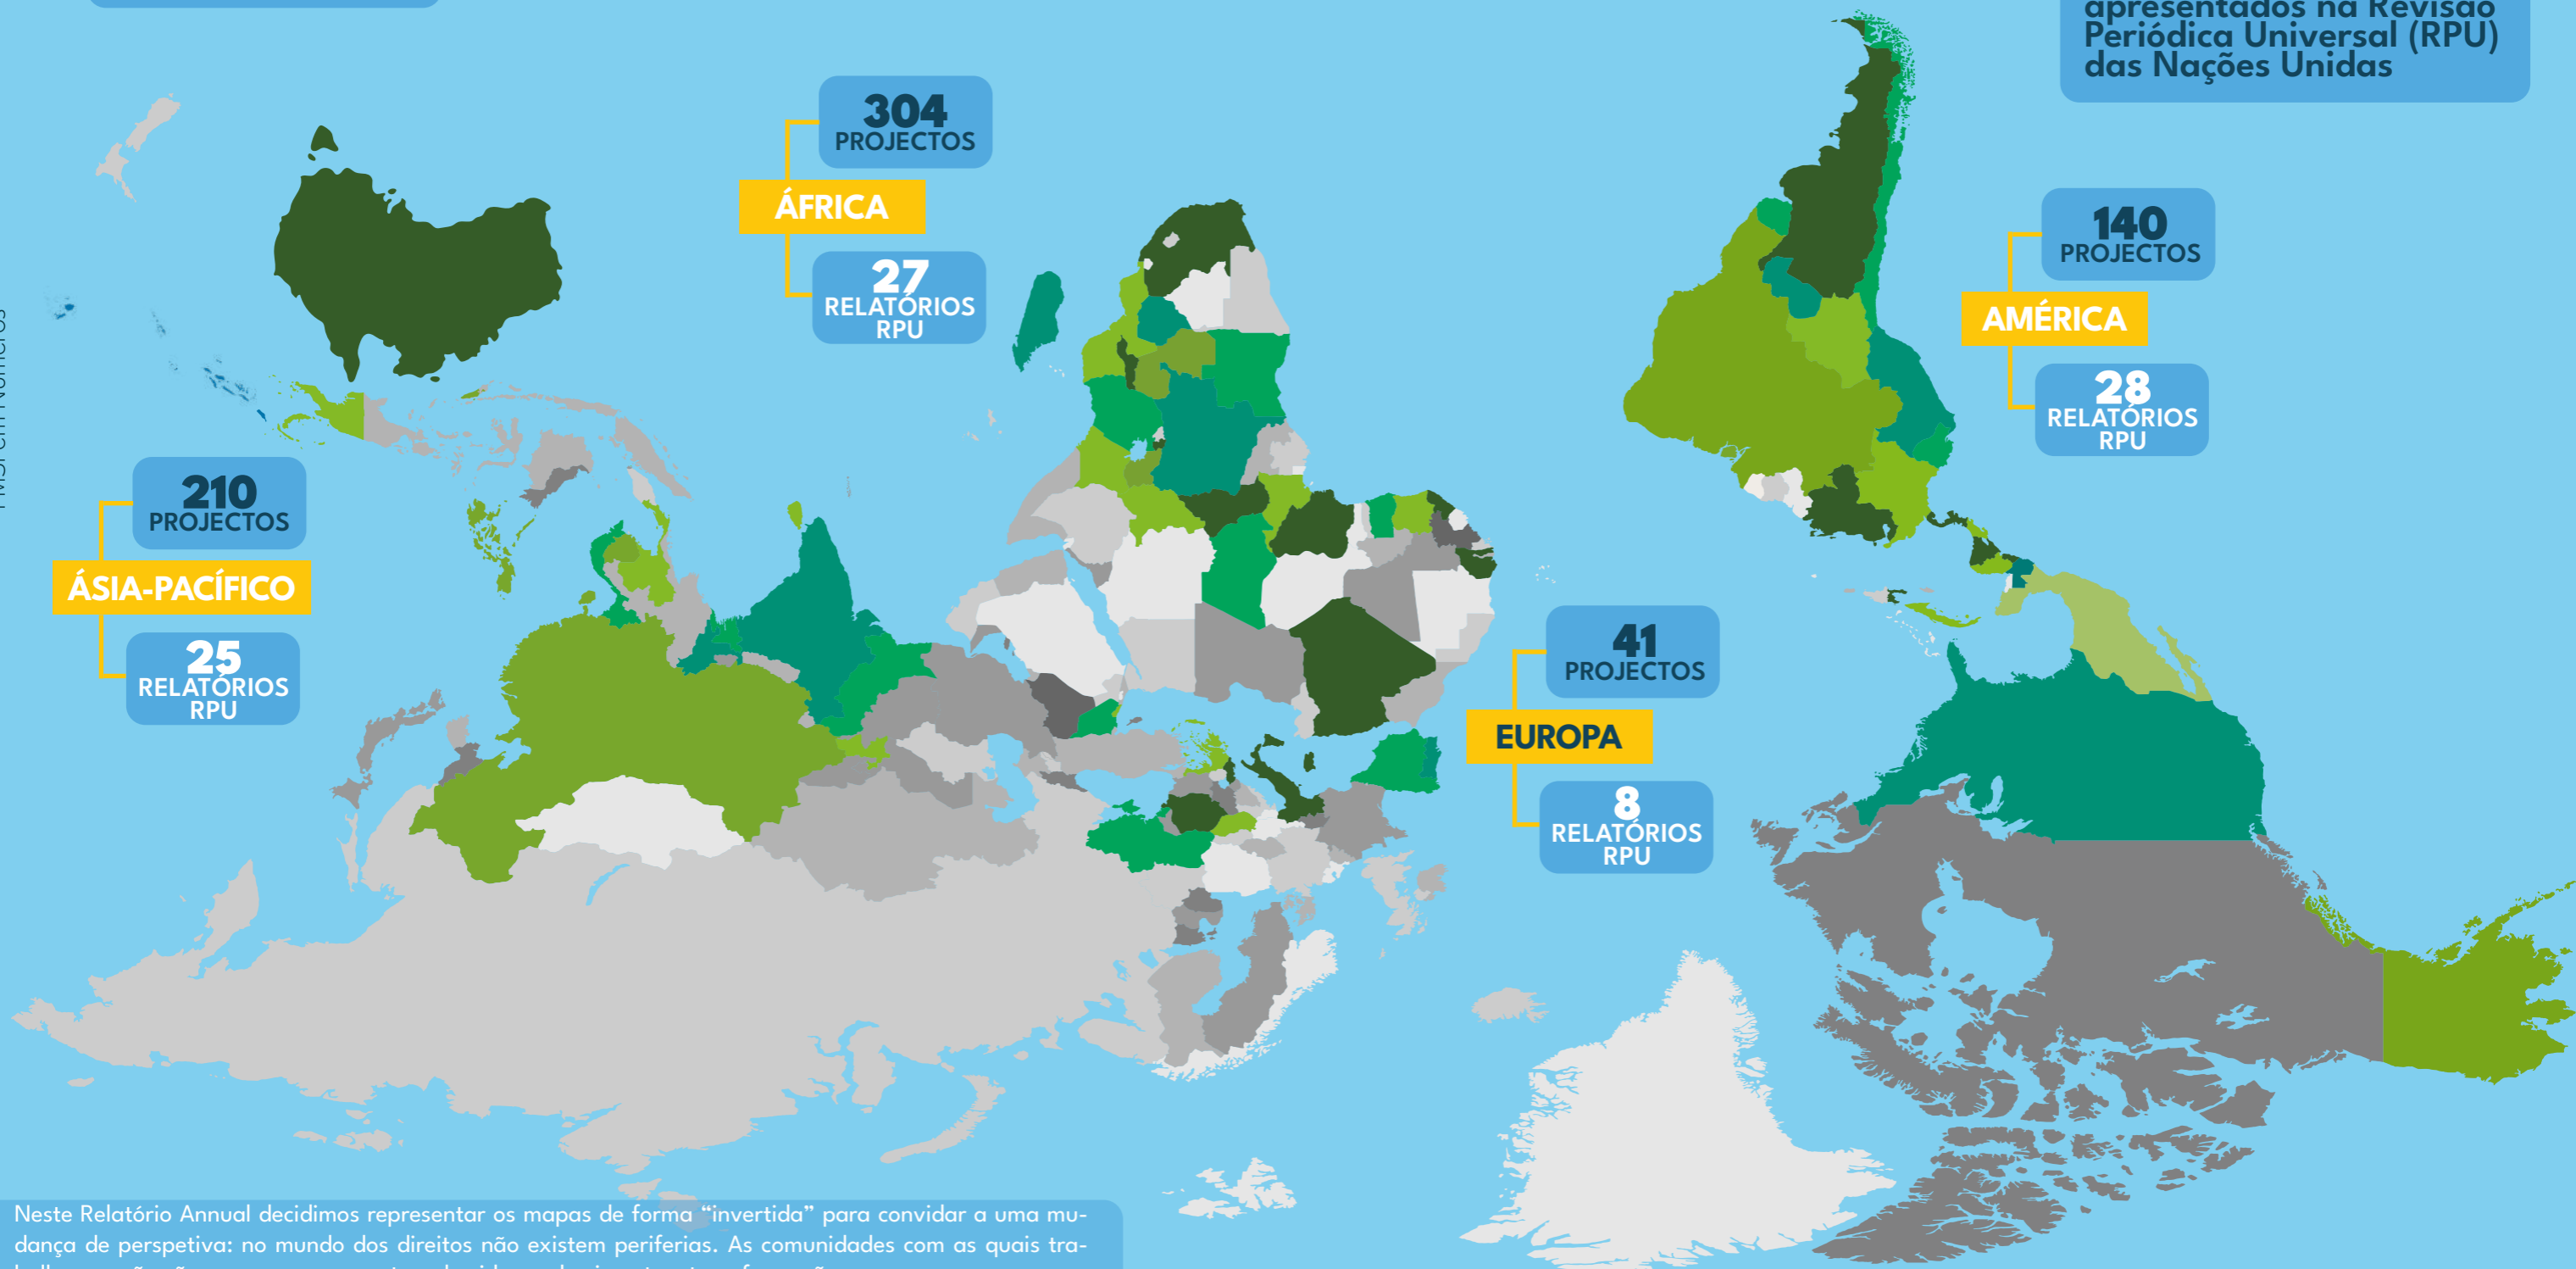 apresentados na Revisão
Periódica Universal (RPU)
das Nações Unidas
304
PROJECTOS
ÁFRICA
27
RELATÓRIOS
RPU
140
PROJECTOS
AMÉRICA
28
RELATÓRIOS
RPU
210
PROJECTOS
ÁSIA-PACÍFICO
25
RELATÓRIOS
RPU
41
PROJECTOS
EUROPA
8
RELATÓRIOS
RPU
Neste Relatório Annual decidimos representar os mapas de forma “invertida” para convidar a uma mu-
dança de perspetiva: no mundo dos direitos não existem periferias. As comunidades com as quais tra-